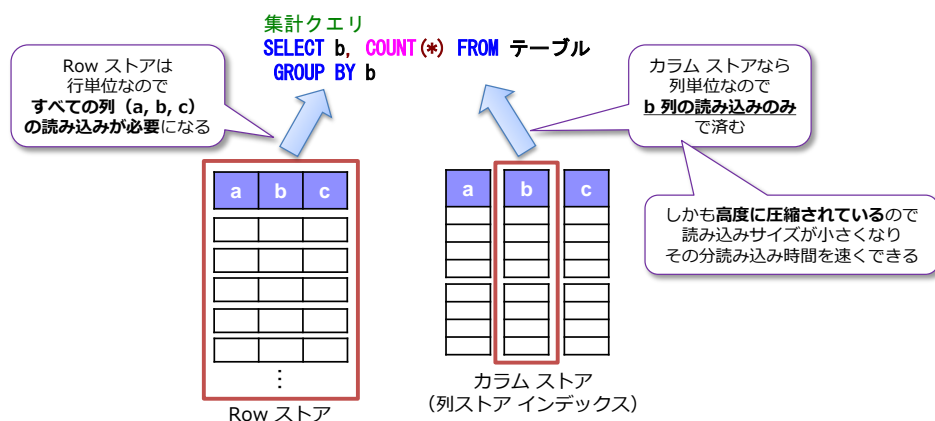 集計クエリ
SELECT b, COUNT(*) FROM テーブル
GROUP BY b
Row ストアは
行単位なので
すべての列（a, b, c）
の読み込みが必要になる
カラム ストアなら
列単位なので
b 列の読み込みのみ
で済む
しかも高度に圧縮されているので
読み込みサイズが小さくなり
その分読み込み時間を速くできる
a b c
a b c
⋮
Row ストア
カラム ストア
（列ストア インデックス）